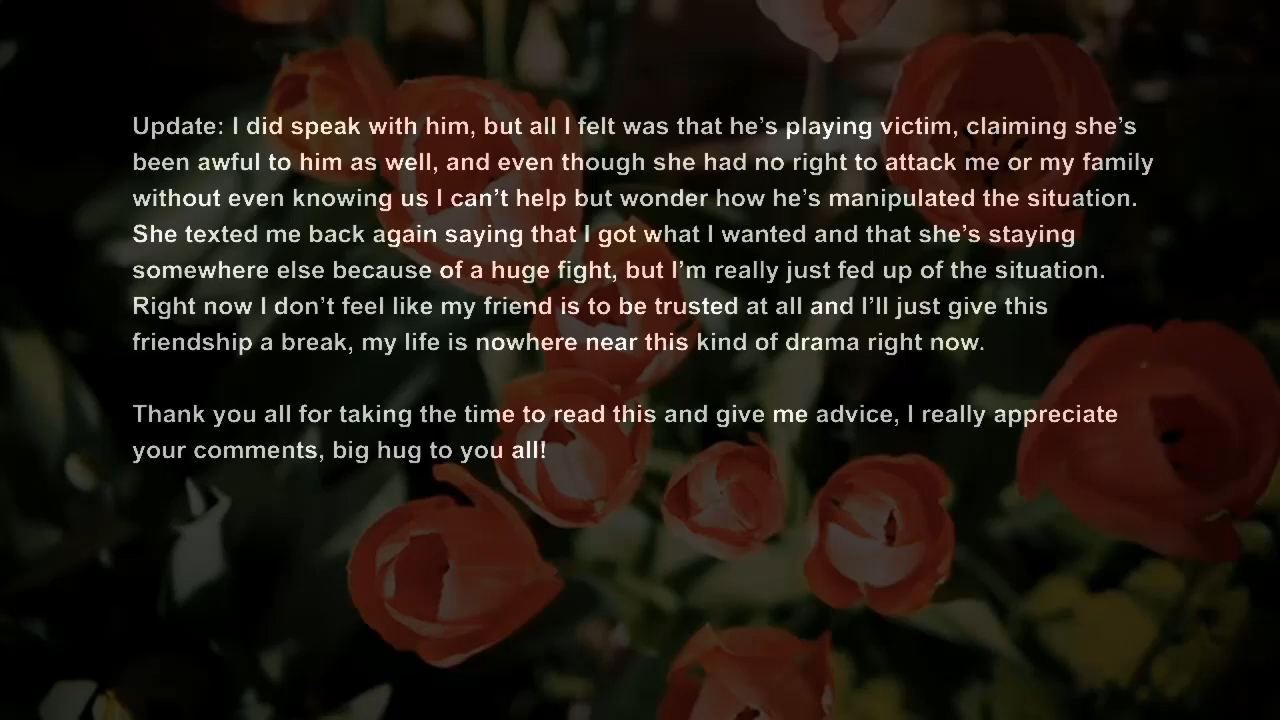 Update: I did speak with him, but all I felt was that he’s playing victim, claiming she’s
been awful to him as well, and even though she had no right to attack me or my family
without even knowing us I can’t help but wonder how he’s manipulated the situation.
She texted me back again saying that I got what I wanted and that she’s staying
somewhere else because of a huge fight, but I’m really just fed up of the situation.
Right now I don’t feel like my friend is to be trusted at all and I’ll just give this
friendship a break, my life is nowhere near this kind of drama right now.
Thank you all for taking the time to read this and give me advice, I really appreciate
your comments, big hug to you all!